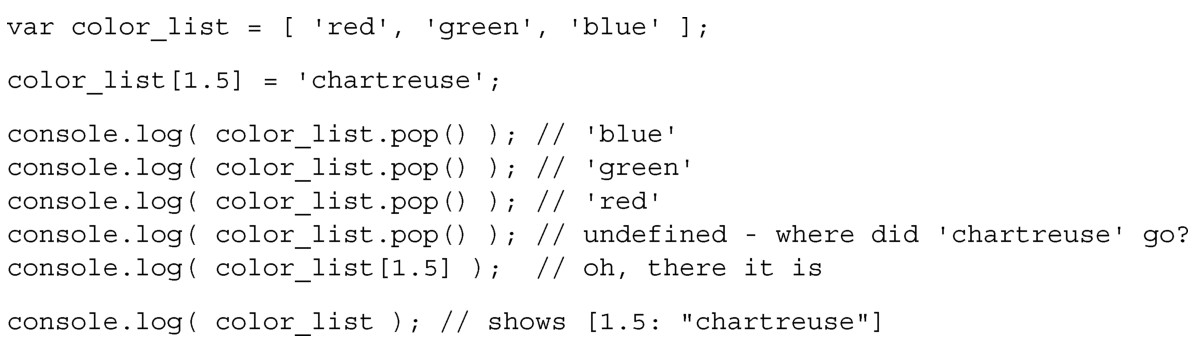 var color_list = [ 'red', 'green', 'blue' ];
color_list[1.5] = 'chartreuse';
console.log( color_list.pop() ); // 'blue'
console.log( color_list.pop() ); // 'green'
console.log( color_list.pop() ); // 'red'
console.log( color_list.pop() ); // undefined - where did 'chartreuse' go?
console.log( color_list[1.5] );  // oh, there it is
console.log( color_list ); // shows [1.5: "chartreuse"]